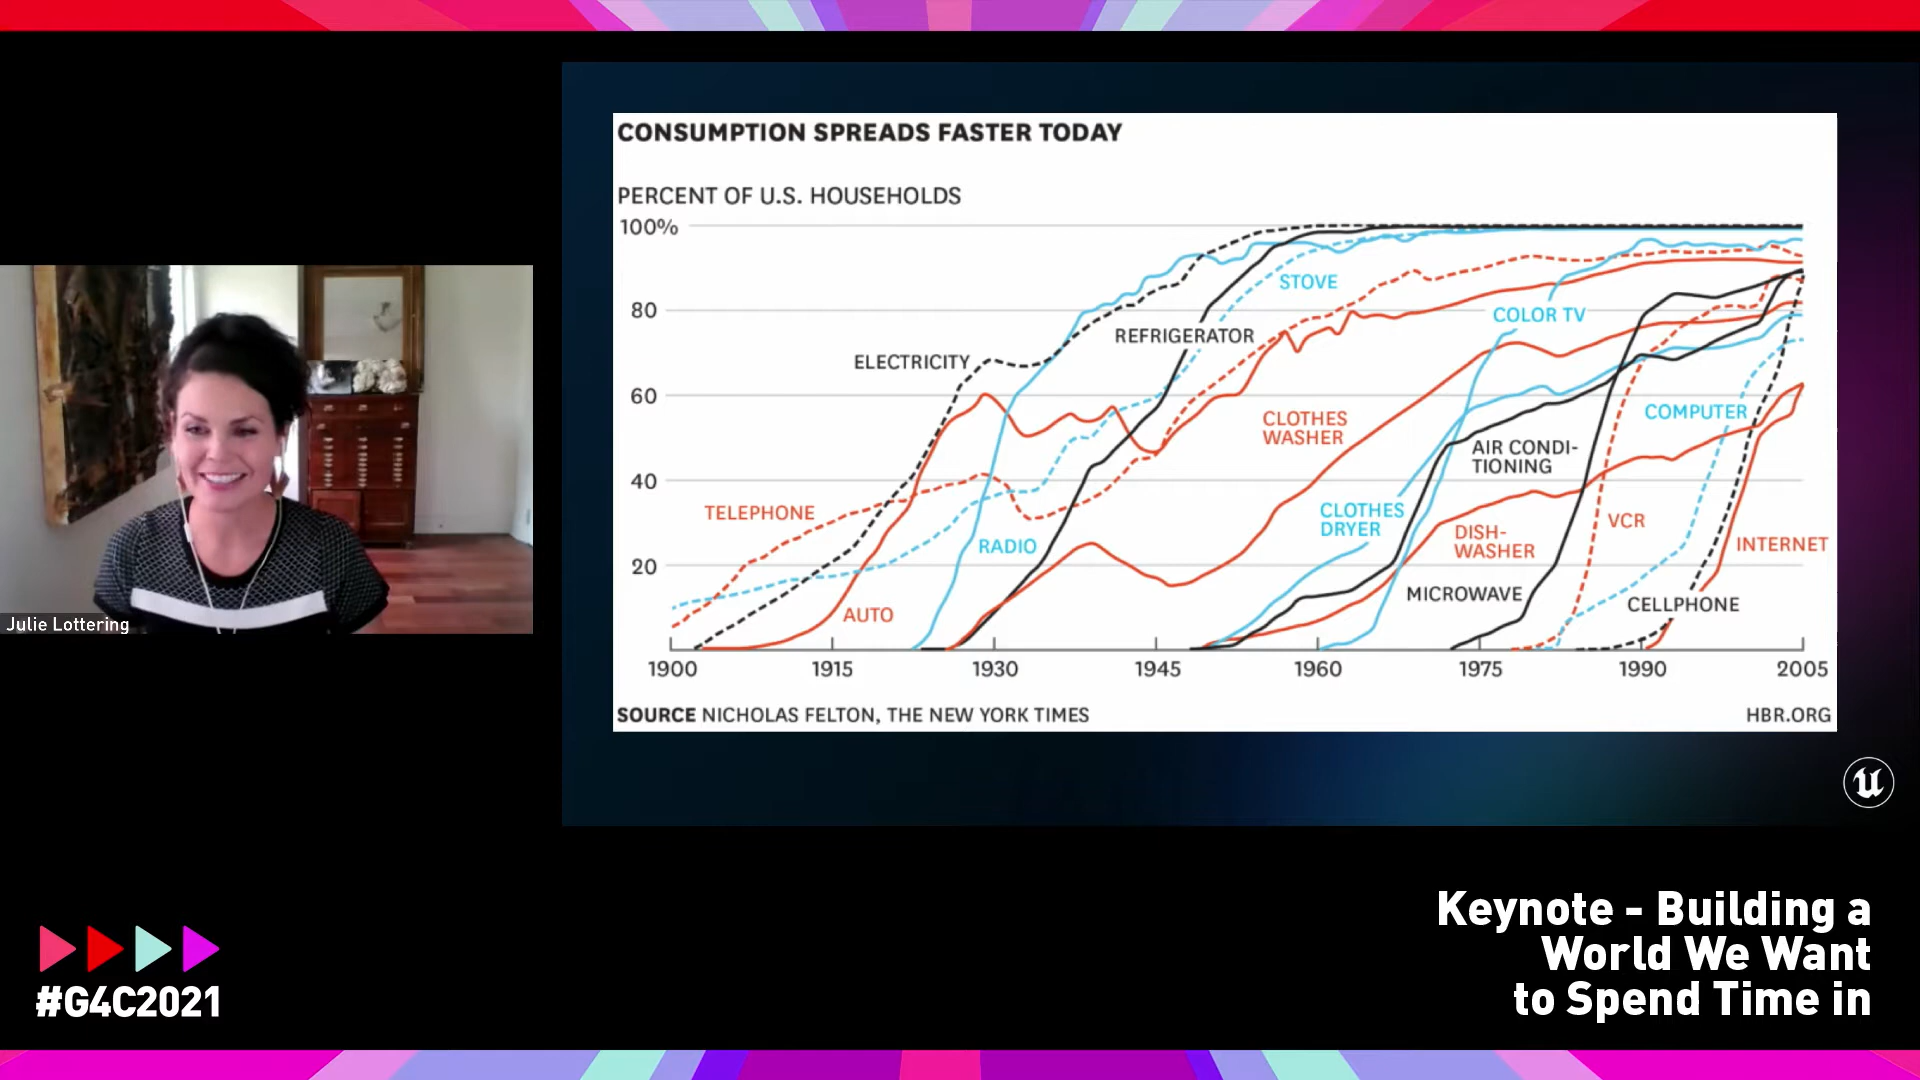 CONSUMPTION SPREADS FASTER TODAY
PERCENT OF U.S. HOUSEHOLDS
100%
80
60
40
20
STOVE
COLOR TV
REFRIGERATOR
ELECTRICITY
CLOTHES
WASHER
COMPUTER
AIR CONDI-
TIONING
TELEPHONE
CLOTHES
DRYER
VCR
RADIO
DISH-
WASHER
INTERNET
AUTO
MICROWAVE
CELLPHONE
1900
1915
1930
1945
1960
1975
1990
2005
SOURCE NICHOLAS FELTON, THE NEW YORK TIMES
HBR.ORG
Julie Lottering
Keynote - Building a
World We Want
to Spend Time in
#G4C2021